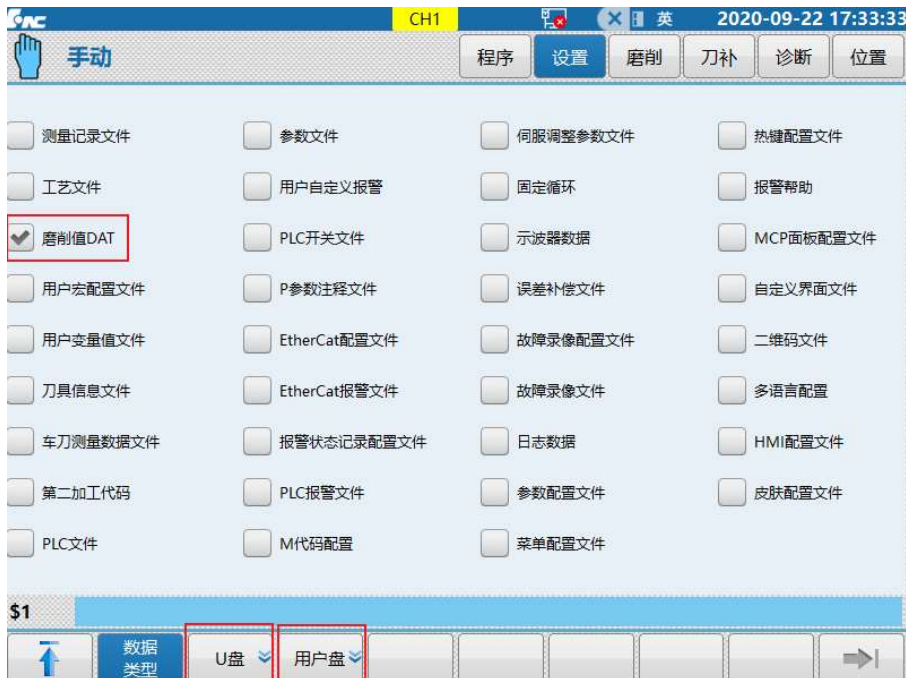 CH1 英 2020-09-22 17:33:33
手动 程序 设置 磨削 刀补 诊断 位置
测量记录文件 参数文件 伺服调整参数文件 热键配置文件
工艺文件 用户自定义报警 固定循环 报警帮助
磨削值DAT PLC开关文件 示波器数据 MCP面板配置文件
用户宏配置文件 P参数注释文件 误差补偿文件 自定义界面文件
用户变量值文件 EtherCat配置文件 故障录像配置文件 二维码文件
刀具信息文件 EtherCat报警文件 故障录像文件 多语言配置
车刀测量数据文件 报警状态记录配置文件 日志数据 HMI配置文件
第二加工代码 PLC报警文件 参数配置文件 皮肤配置文件
PLC文件 M代码配置 菜单配置文件
$1
数据
类型 U盘 用户盘